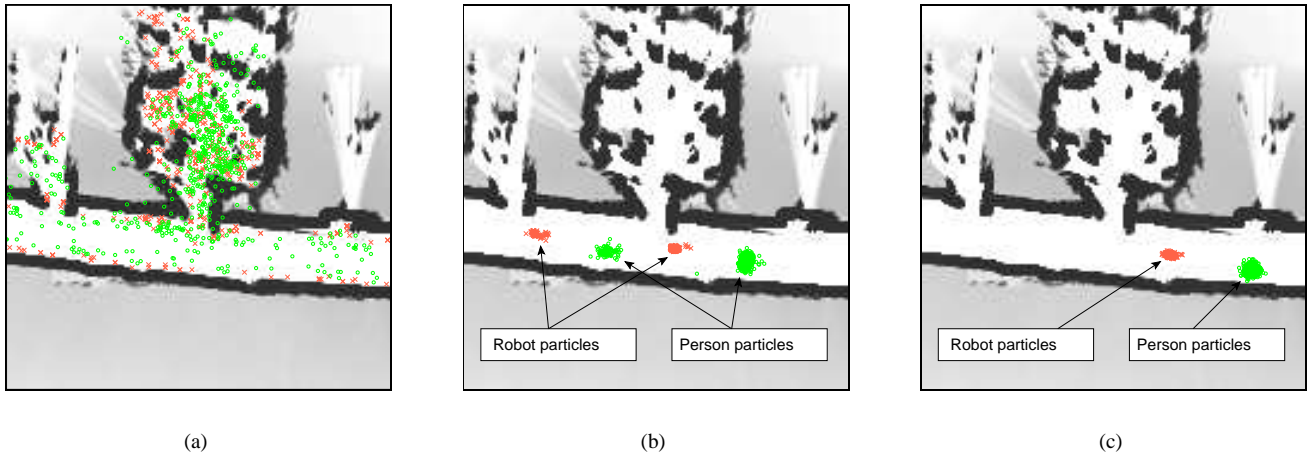 Robot particles
Person particles
Robot particles
Person particles
(a)
(b)
(c)